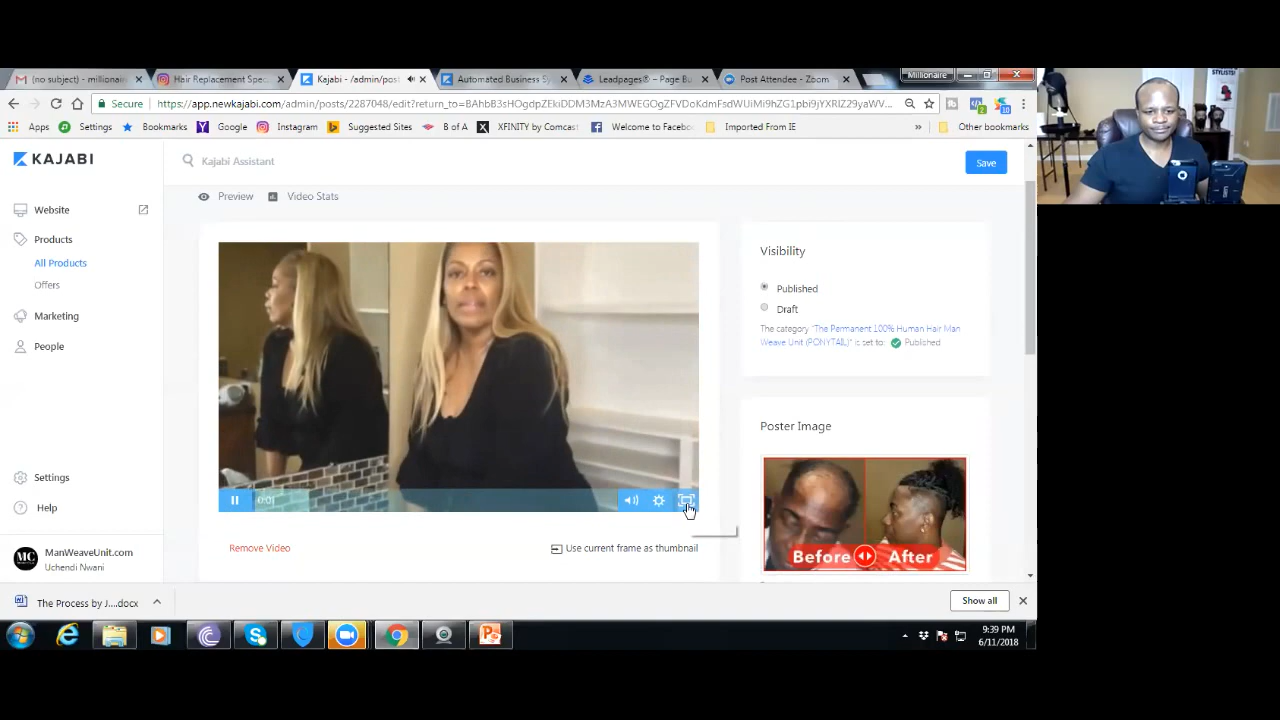 (no subject) - millionai
Hair Replacement Spec
Kajabi - /admin/post
Automated Business Sy
Leadpages® – Page Bu
Post Attendee - Zoom
Millionaire
Secure
https://app.newkajabi.com/admin/posts/2287048/edit?return_to=
Apps
Settings
Bookmarks
Google
Instagram
Suggested Sites
B of A
XFINITY by Comcast
Welcome to Facebo
Imported From IE
»
Other bookmarks
KAJABI
Kajabi Assistant
Save
Website
Preview
Video Stats
Products
All Products
Offers
Marketing
People
Visibility
Published
Draft
The category "The Permanent 100% Human Hair Man
Weave Unit (PONYTAIL)" is set to: Published
Poster Image
Before After
0:01
Remove Video
Use current frame as thumbnail
Settings
Help
MC
ManWeaveUnit.com
Uchendi Nwani
The Process by J....docx
Show all
9:39 PM
6/11/2018